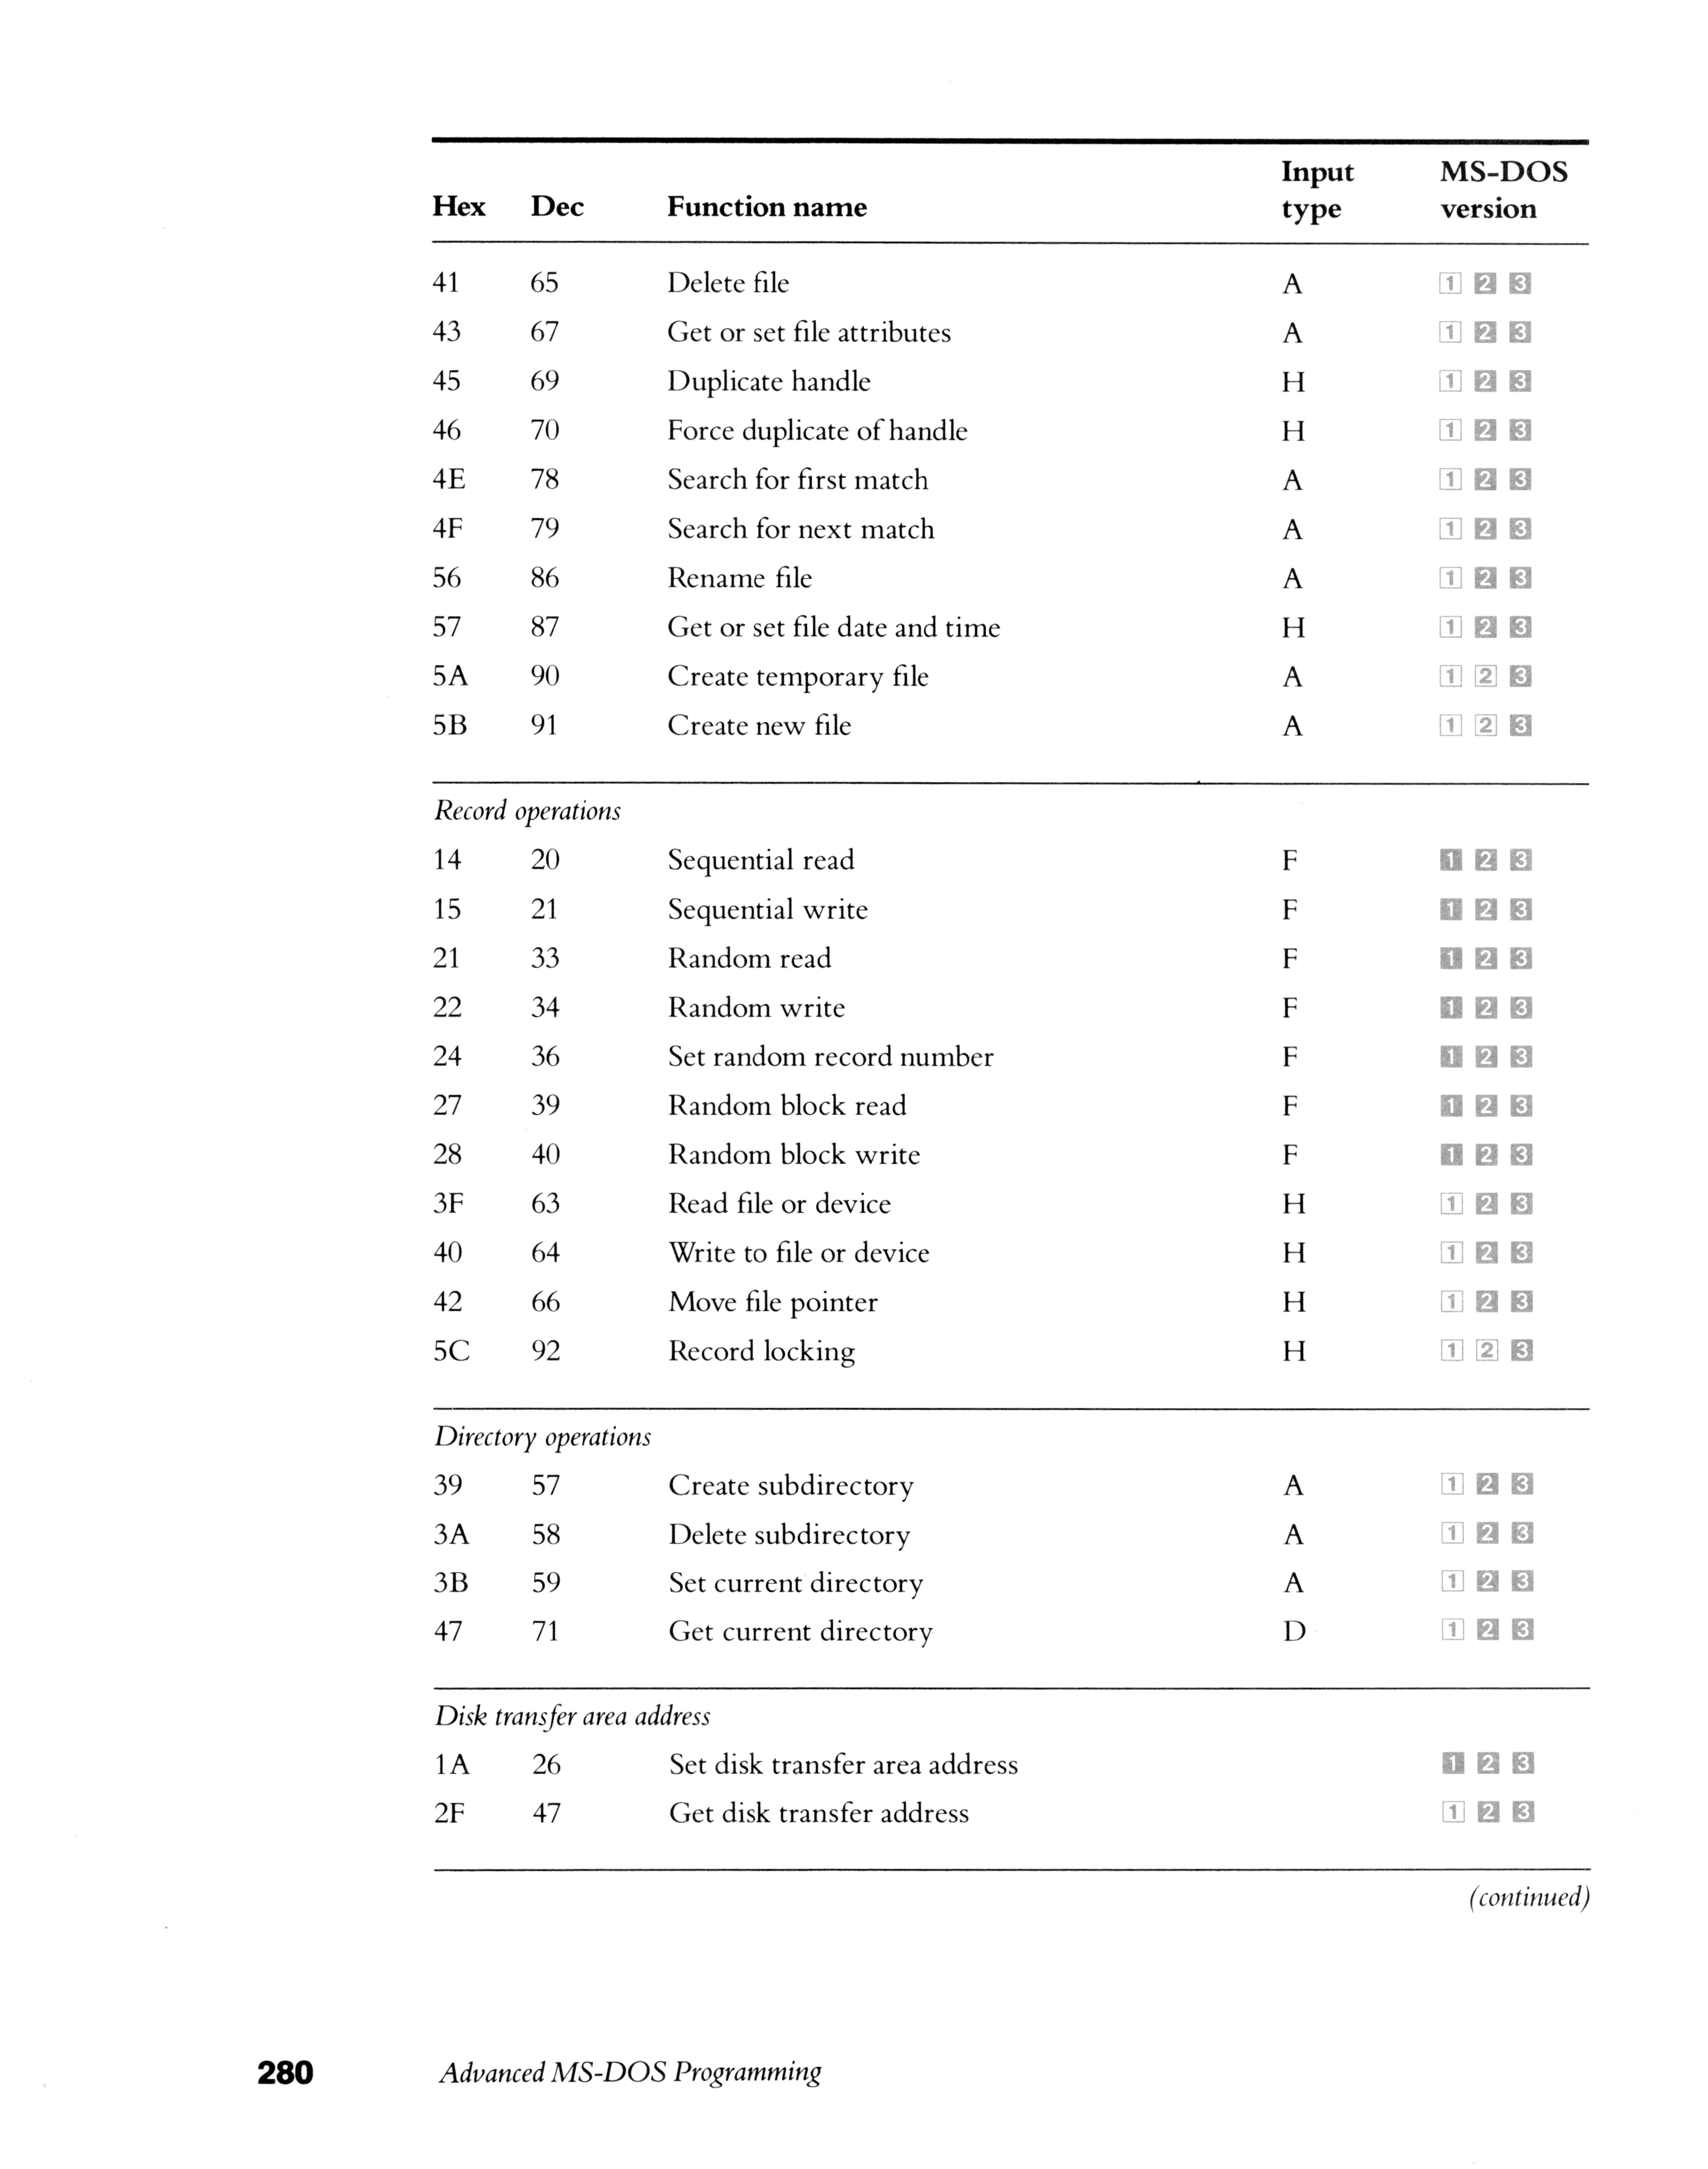 Hex Dec Function name Input type MS-DOS version
41 65 Delete file A 1 2 3
43 67 Get or set file attributes A 1 2 3
45 69 Duplicate handle H 1 2 3
46 70 Force duplicate of handle H 1 2 3
4E 78 Search for first match A 1 2 3
4F 79 Search for next match A 1 2 3
56 86 Rename file A 1 2 3
57 87 Get or set file date and time H 1 2 3
5A 90 Create temporary file A 1 2 3
5B 91 Create new file A 1 2 3
Record operations
14 20 Sequential read F 1 2 3
15 21 Sequential write F 1 2 3
21 33 Random read F 1 2 3
22 34 Random write F 1 2 3
24 36 Set random record number F 1 2 3
27 39 Random block read F 1 2 3
28 40 Random block write F 1 2 3
3F 63 Read file or device H 1 2 3
40 64 Write to file or device H 1 2 3
42 66 Move file pointer H 1 2 3
5C 92 Record locking H 1 2 3
Directory operations
39 57 Create subdirectory A 1 2 3
3A 58 Delete subdirectory A 1 2 3
3B 59 Set current directory A 1 2 3
47 71 Get current directory D 1 2 3
Disk transfer area address
1A 26 Set disk transfer area address 1 2 3
2F 47 Get disk transfer address 1 2 3
(continued)
280 Advanced MS-DOS Programming